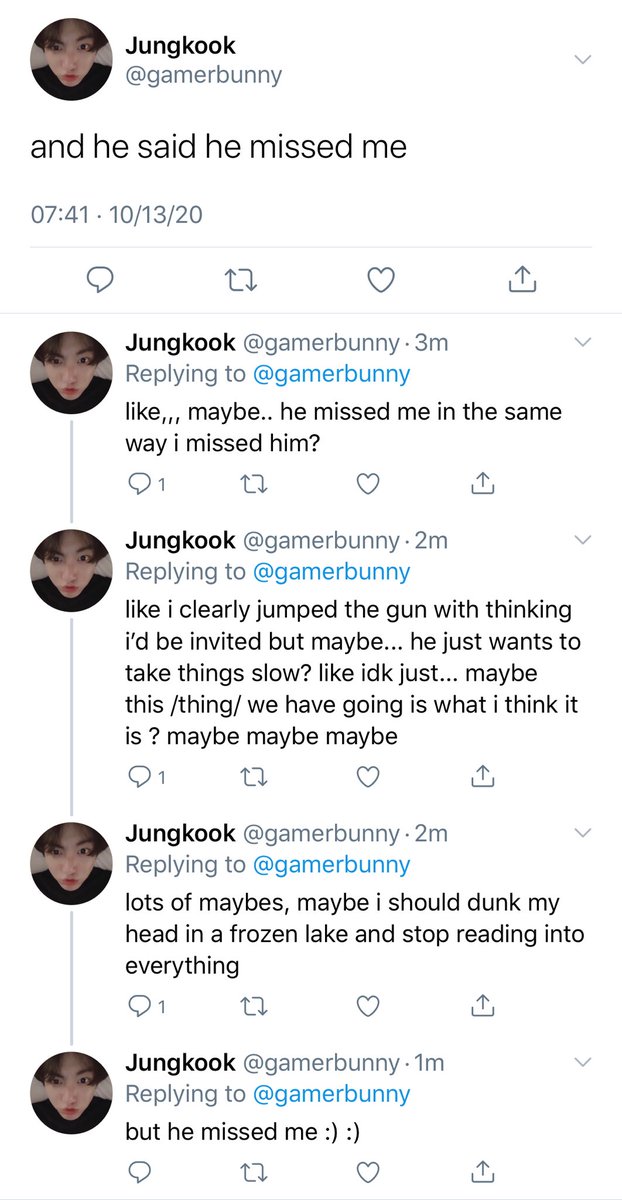 Jungkook
@gamerbunny
and he said he missed me
07:41 · 10/13/20
Jungkook @gamerbunny · 3m
Replying to @gamerbunny
like,,, maybe.. he missed me in the same
way i missed him?
1
Jungkook @gamerbunny · 2m
Replying to @gamerbunny
like i clearly jumped the gun with thinking
i’d be invited but maybe... he just wants to
take things slow? like idk just... maybe
this /thing/ we have going is what i think it
is ? maybe maybe maybe
1
Jungkook @gamerbunny · 2m
Replying to @gamerbunny
lots of maybes, maybe i should dunk my
head in a frozen lake and stop reading into
everything
1
Jungkook @gamerbunny · 1m
Replying to @gamerbunny
but he missed me :) :)